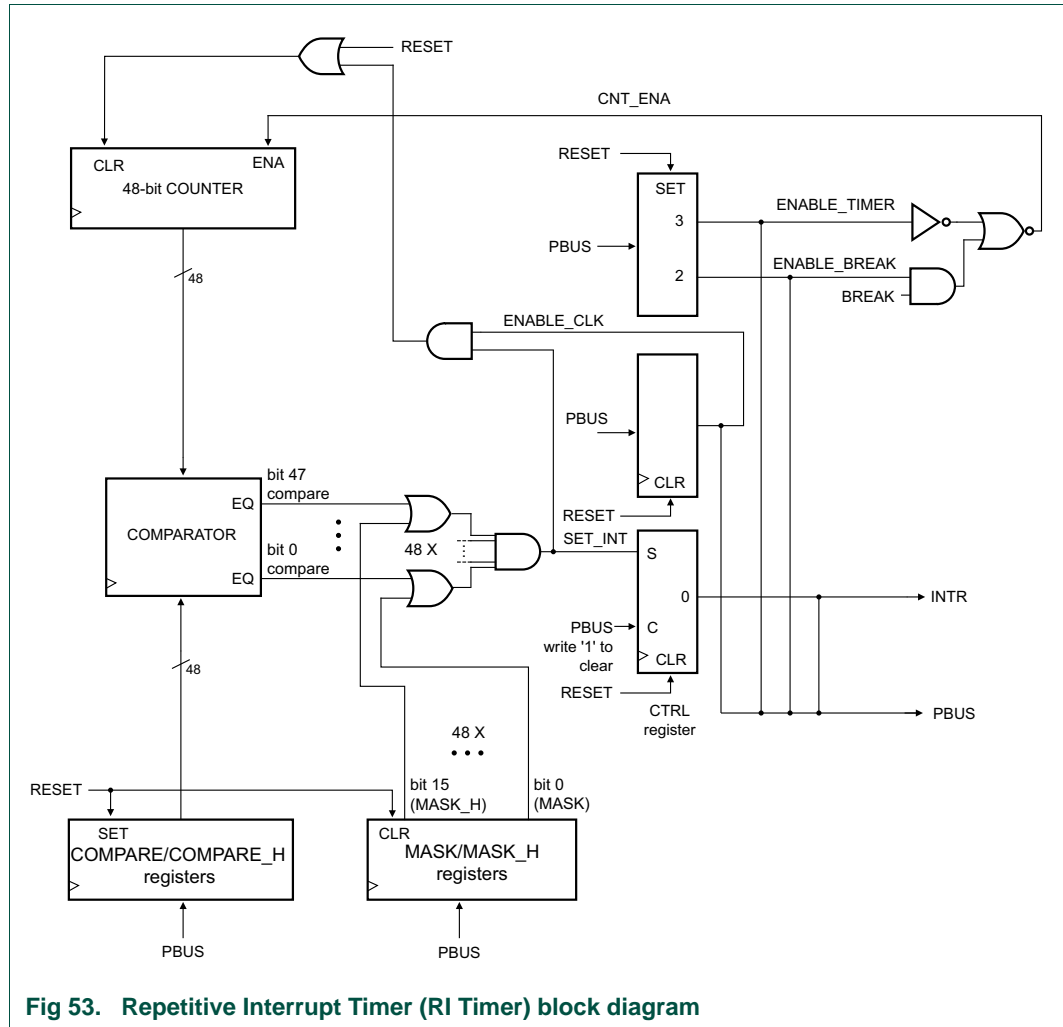 RESET
CNT_ENA
CLR
ENA
48-bit COUNTER
RESET
SET
3
ENABLE_TIMER
PBUS
48
2
ENABLE_BREAK
BREAK
ENABLE_CLK
PBUS
CLR
RESET
bit 47
compare
EQ
COMPARATOR
48 X
SET_INT
S
bit 0
compare
EQ
0
INTR
PBUS
write '1' to
clear
C
CLR
48
RESET
CTRL
register
PBUS
48 X
RESET
bit 15
(MASK_H)
bit 0
(MASK)
SET
COMPARE/COMPARE_H
registers
CLR
MASK/MASK_H
registers
PBUS
PBUS
Fig 53. Repetitive Interrupt Timer (RI Timer) block diagram